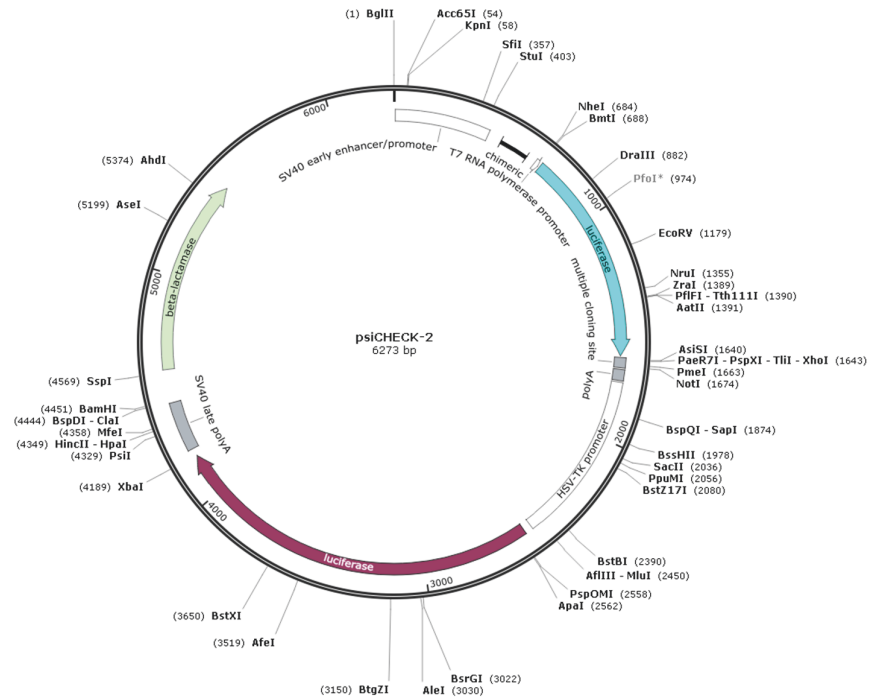 (1) BglII
Acc65I (54)
KpnI (58)
SfiI (357)
StuI (403)
NheI (684)
BmtI (688)
DraIII (882)
PfoI* (974)
EcoRV (1179)
NruI (1355)
ZraI (1389)
PflFI - Tth111I (1390)
AatII (1391)
AsiSI (1640)
PaeR7I - PspXI - TliI - XhoI (1643)
PmeI (1663)
NotI (1674)
BspQI - SapI (1874)
BssHII (1978)
SacII (2036)
PpuMI (2056)
BstZ17I (2080)
BstBI (2390)
AflIII - MluI (2450)
PspOMI (2558)
ApaI (2562)
BsrGI (3022)
AleI (3030)
(3150) BtgZI
(3519) AfeI
(3650) BstXI
(4189) XbaI
(4329) PsiI
(4349) HincII - HpaI
(4358) MfeI
(4444) BspDI - ClaI
(4451) BamHI
(4569) SspI
(5199) AseI
(5374) AhdI
1000
2000
3000
4000
5000
6000
SV40 early enhancer/promoter
chimeric
T7 RNA polymerase promoter
luciferase
multiple cloning site
polyA
HSV-TK promoter
luciferase
SV40 late polyA
beta-lactamase
psiCHECK-2
6273 bp